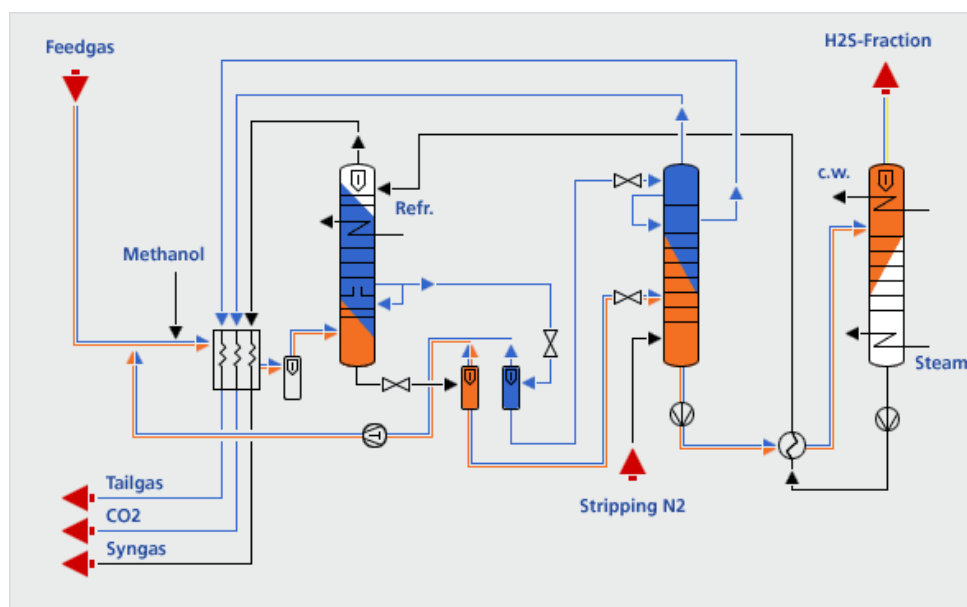 Feedgas
H2S-Fraction
c.w.
Refr.
Methanol
Steam
Tailgas
Stripping N2
CO2
Syngas